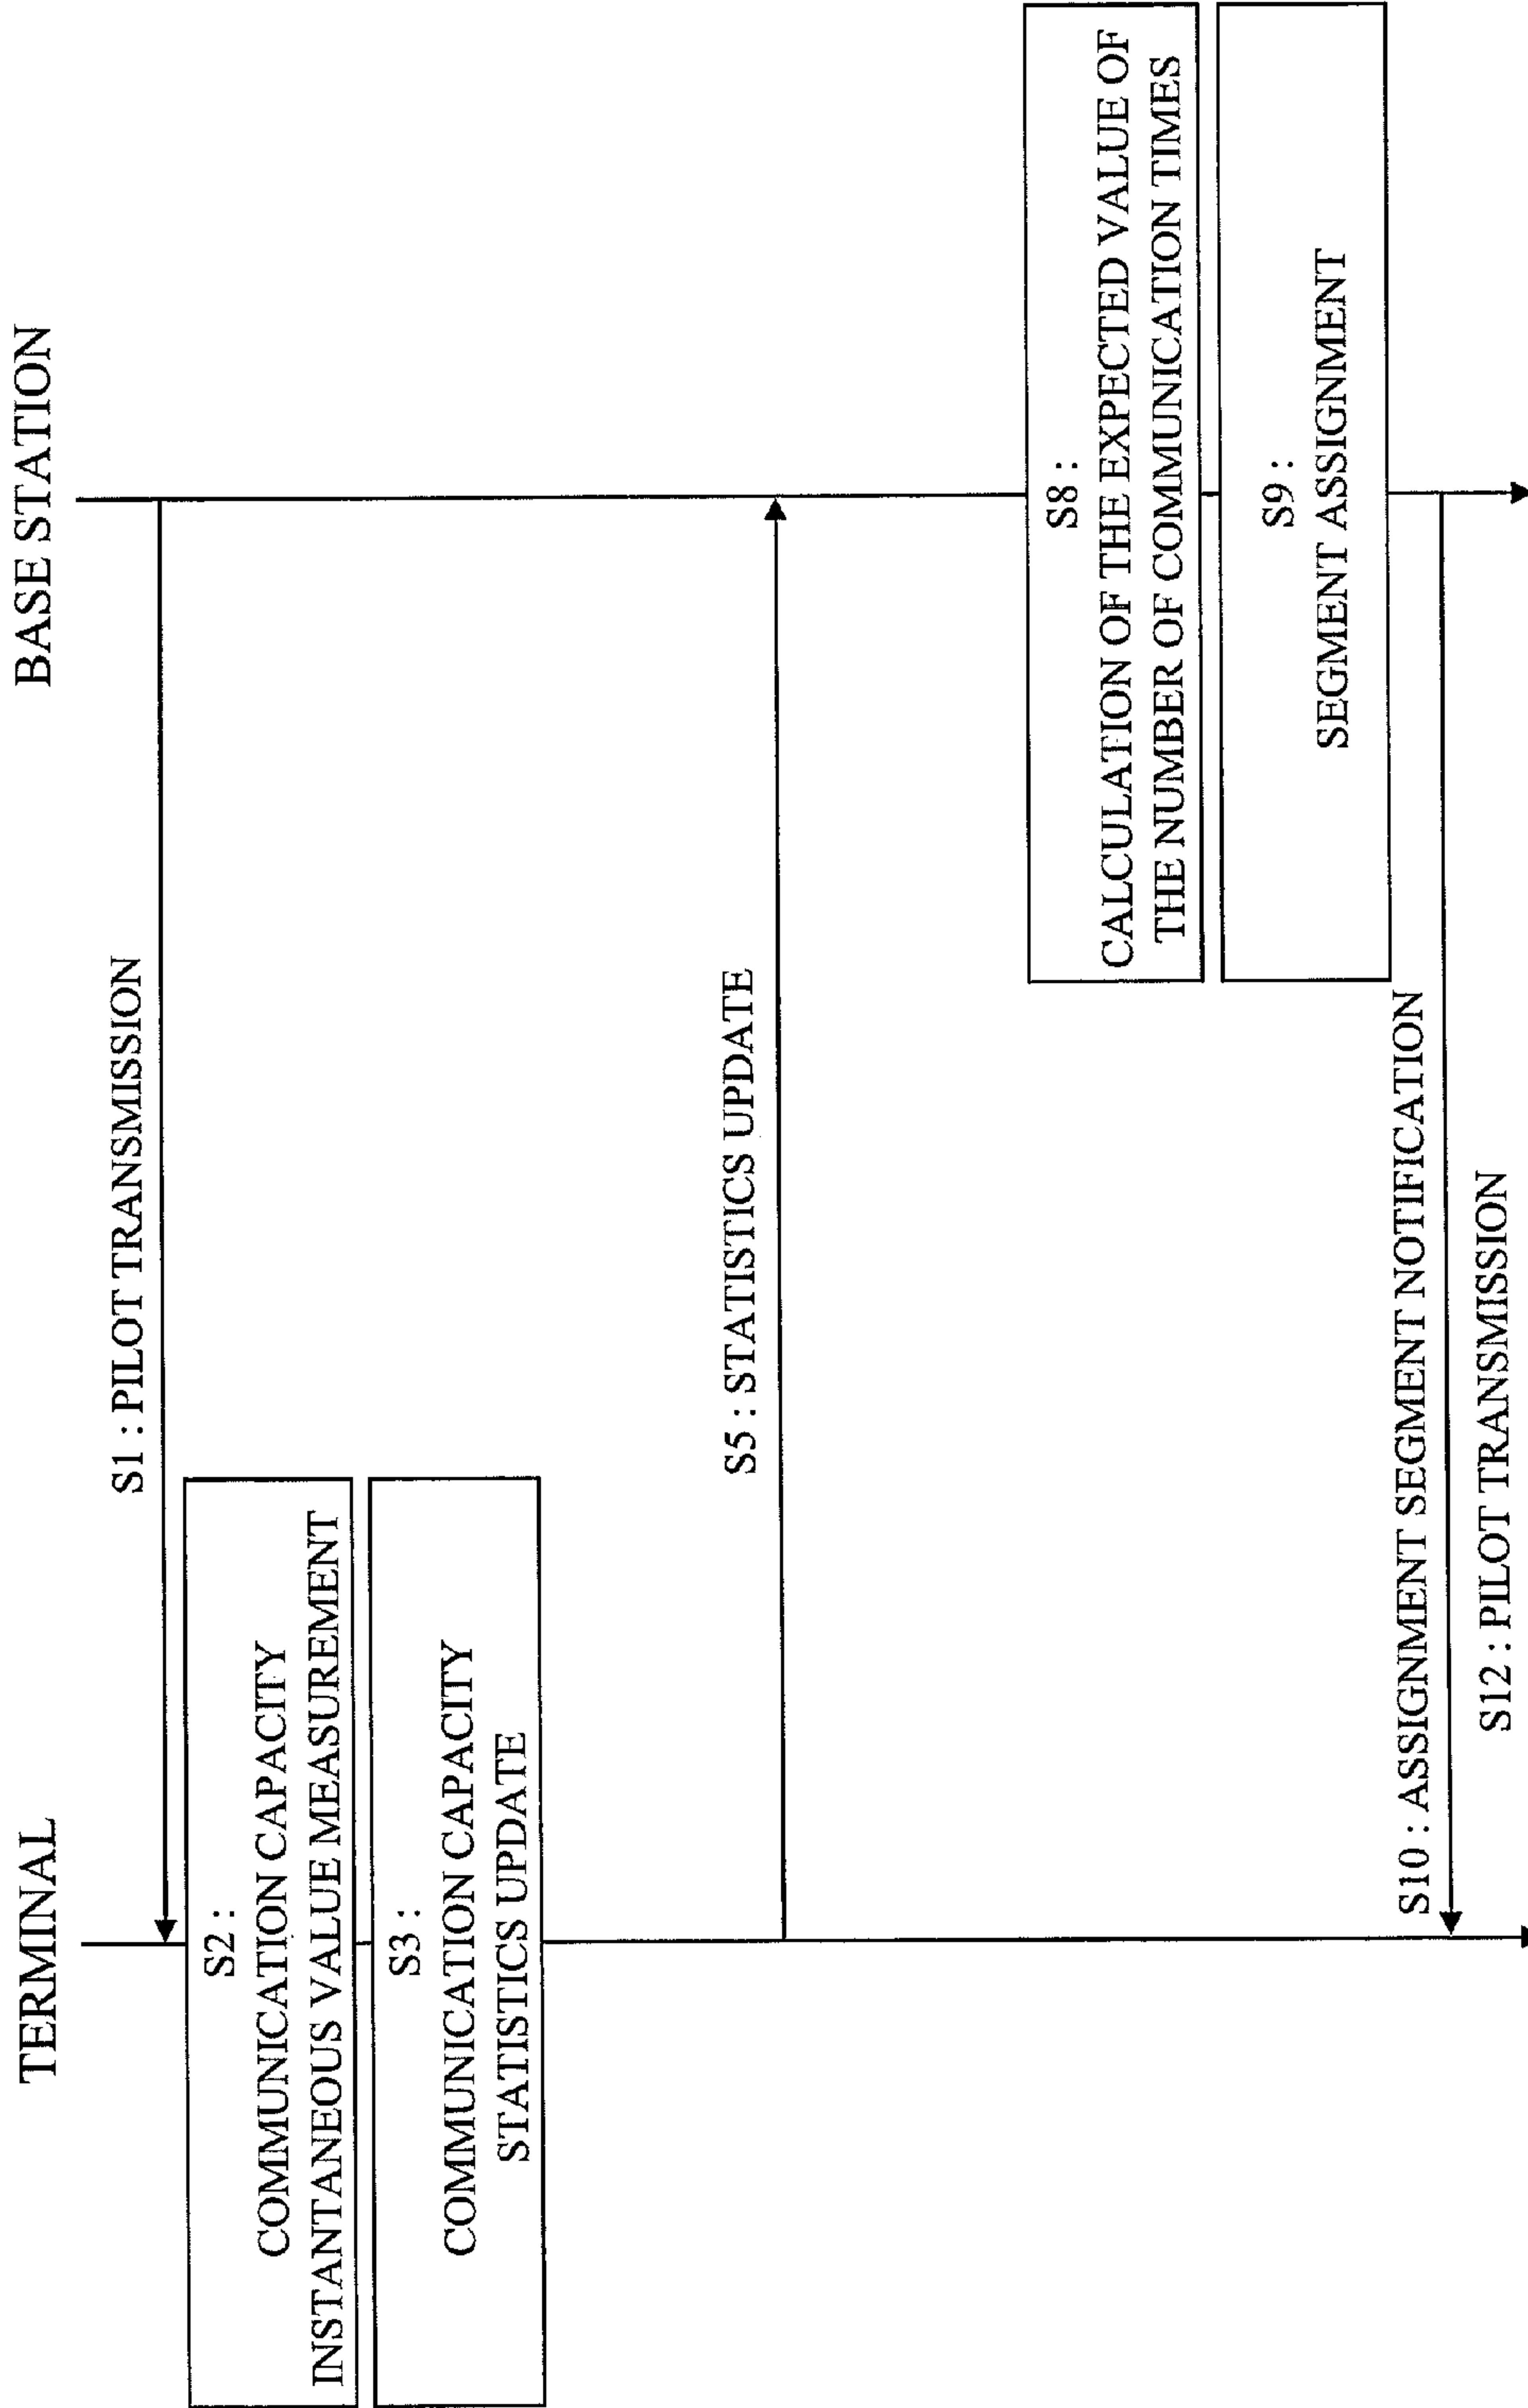 TERMINAL
BASE STATION
S1 : PILOT TRANSMISSION
S2 :
COMMUNICATION CAPACITY
INSTANTANEOUS VALUE MEASUREMENT
S3 :
COMMUNICATION CAPACITY
STATISTICS UPDATE
S5 : STATISTICS UPDATE
S8 :
CALCULATION OF THE EXPECTED VALUE OF
THE NUMBER OF COMMUNICATION TIMES
S9 :
SEGMENT ASSIGNMENT
S10 : ASSIGNMENT SEGMENT NOTIFICATION
S12 : PILOT TRANSMISSION